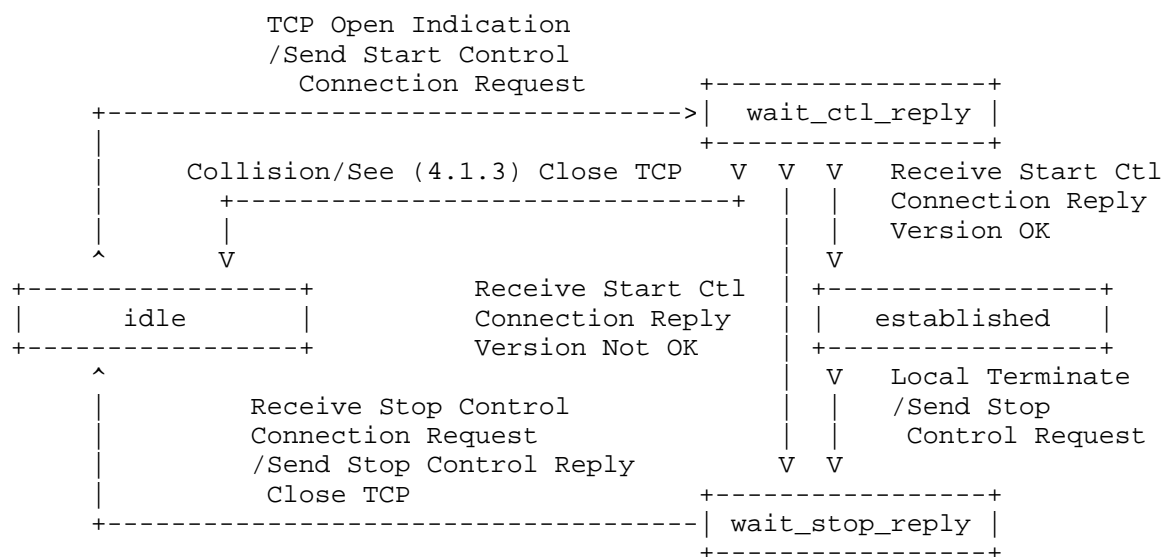 TCP Open Indication
/Send Start Control
Connection Request
wait_ctl_reply
Collision/See (4.1.3) Close TCP
Receive Start Ctl
Connection Reply
Version OK
idle
Receive Start Ctl
Connection Reply
Version Not OK
established
Receive Stop Control
Connection Request
/Send Stop Control Reply
Close TCP
Local Terminate
/Send Stop
Control Request
wait_stop_reply